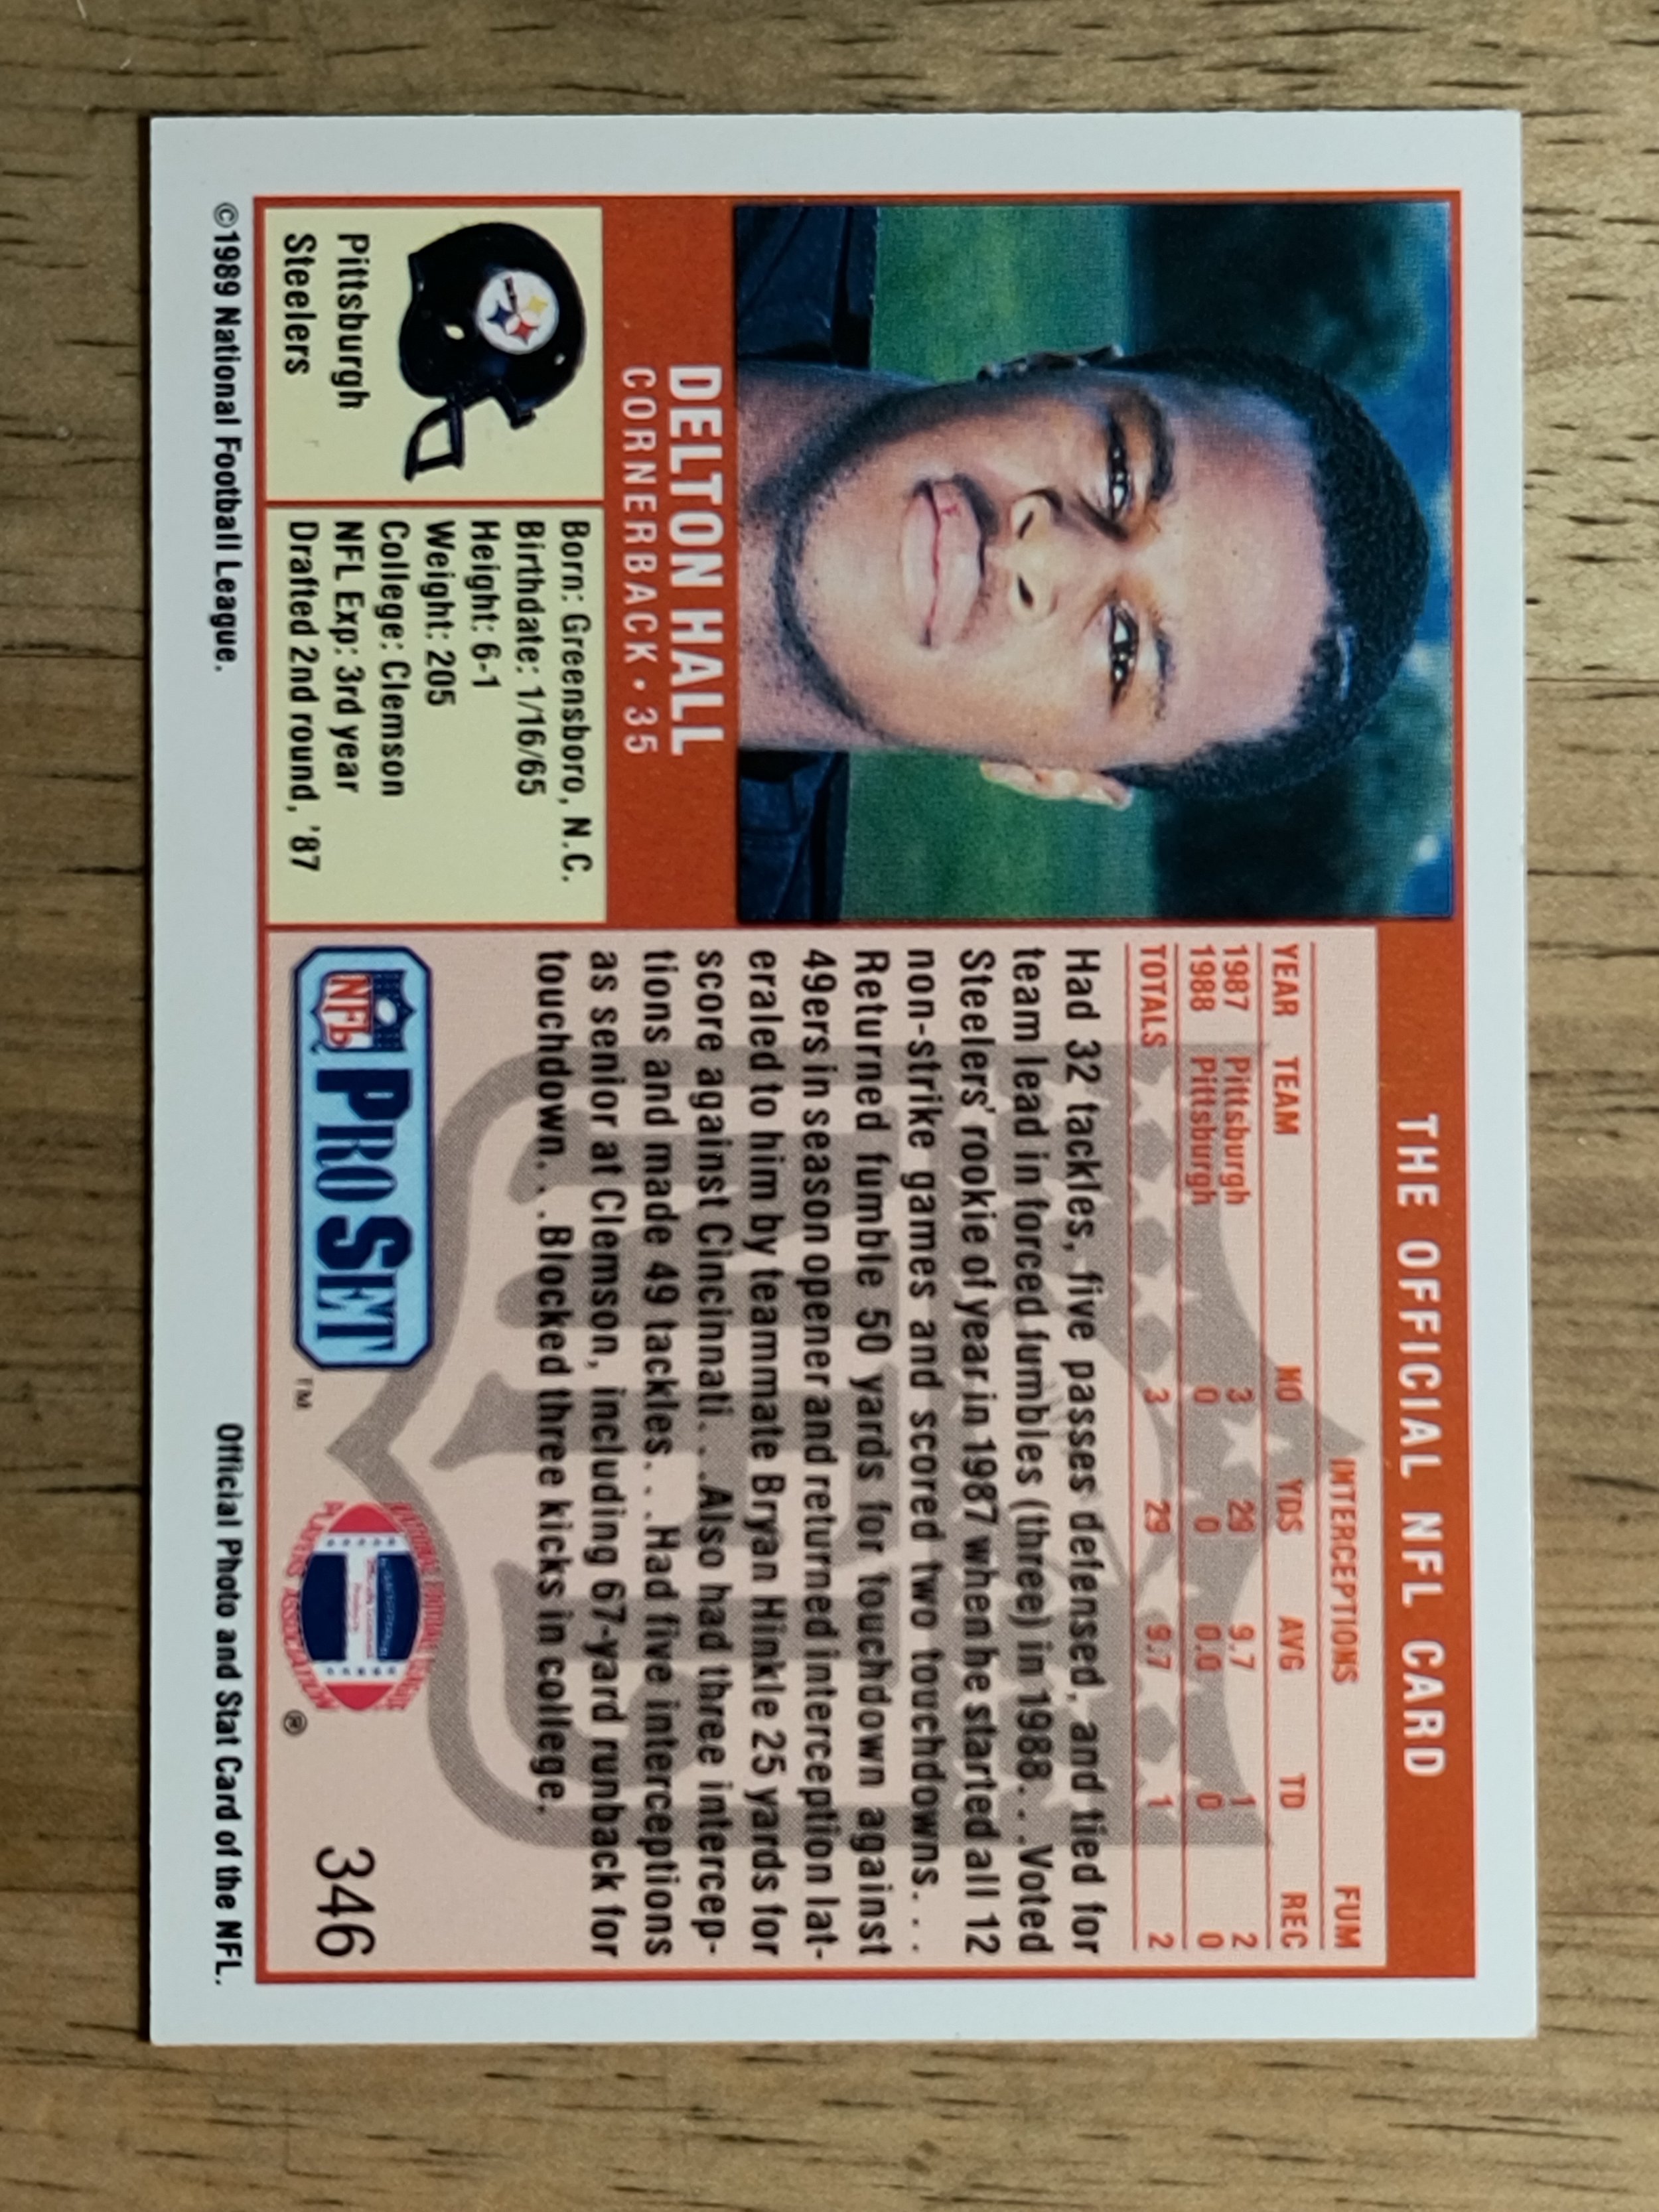 THE OFFICIAL NFL CARD
DELTON HALL
CORNERBACK • 35
Pittsburgh
Steelers
Born: Greensboro, N.C.
Birthdate: 1/16/65
Height: 6-1
Weight: 205
College: Clemson
NFL Exp: 3rd year
Drafted 2nd round, '87
INTERCEPTIONS FUM
YEAR TEAM NO YDS AVG TD REC
1987 Pittsburgh 3 29 9.7 1 2
1988 Pittsburgh 0 0 0.0 0 0
TOTALS 3 29 9.7 1 2
Had 32 tackles, five passes defensed, and tied for
team lead in forced fumbles (three) in 1988. . .Voted
Steelers' rookie of year in 1987 when he started all 12
non-strike games and scored two touchdowns. . .
Returned fumble 50 yards for touchdown against
49ers in season opener and returned interception lat-
eraled to him by teammate Bryan Hinkle 25 yards for
score against Cincinnati. . .Also had three intercep-
tions and made 49 tackles. . .Had five interceptions
as senior at Clemson, including 67-yard runback for
touchdown. . .Blocked three kicks in college.
NFL PRO SET ™
PLAYERS ASSOCIATION ®
346
©1989 National Football League.
Official Photo and Stat Card of the NFL.